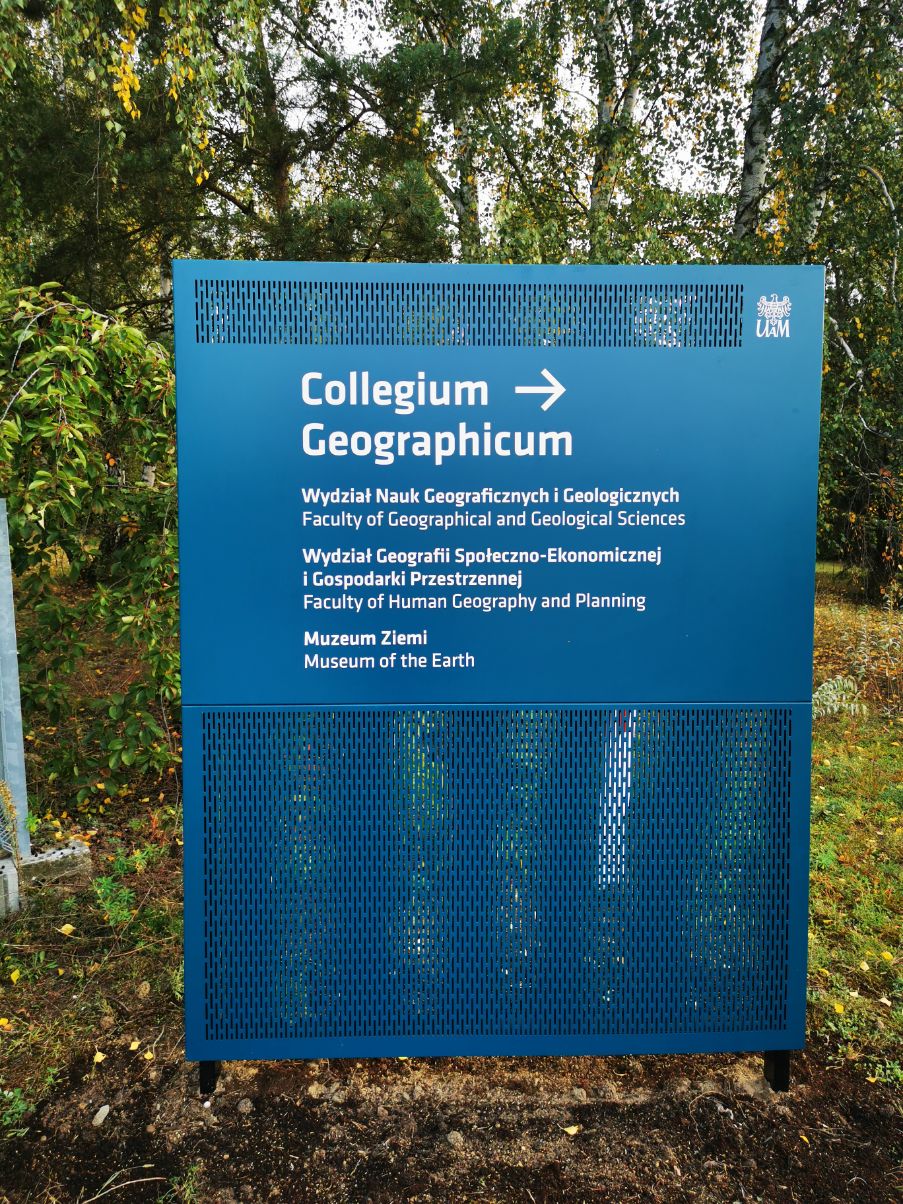 UAM
Collegium →
Geographicum
Wydział Nauk Geograficznych i Geologicznych
Faculty of Geographical and Geological Sciences
Wydział Geografii Społeczno-Ekonomicznej
i Gospodarki Przestrzennej
Faculty of Human Geography and Planning
Muzeum Ziemi
Museum of the Earth